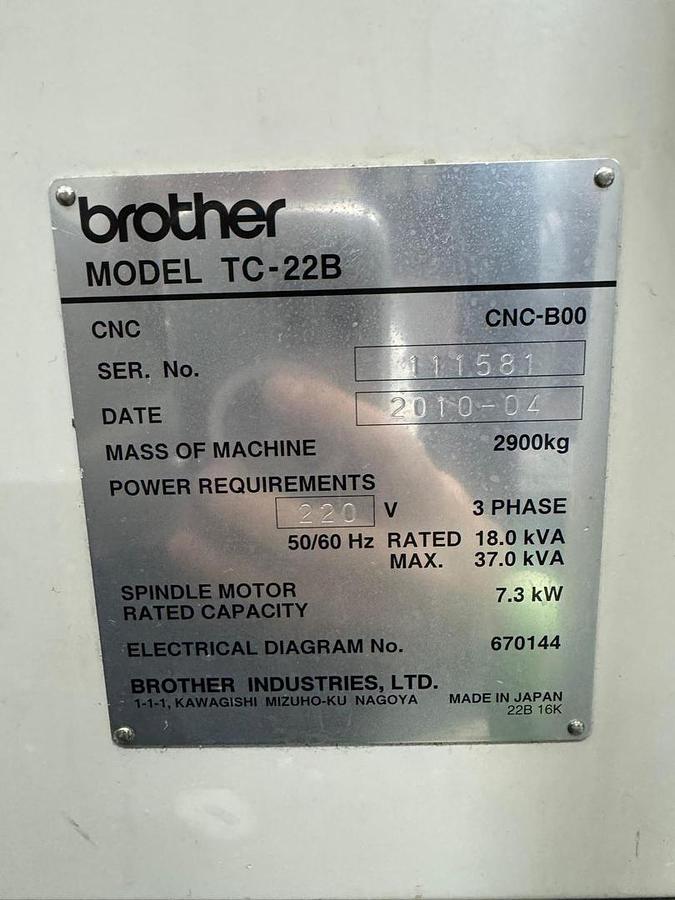 brother
MODEL TC-22B
CNC CNC-B00
SER. No. 111581
DATE 2010-04
MASS OF MACHINE 2900kg
POWER REQUIREMENTS
220 V 3 PHASE
50/60 Hz RATED 18.0 kVA
MAX. 37.0 kVA
SPINDLE MOTOR 7.3 kW
RATED CAPACITY
ELECTRICAL DIAGRAM No. 670144
BROTHER INDUSTRIES, LTD.
1-1-1, KAWAGISHI MIZUHO-KU NAGOYA MADE IN JAPAN
22B 16K